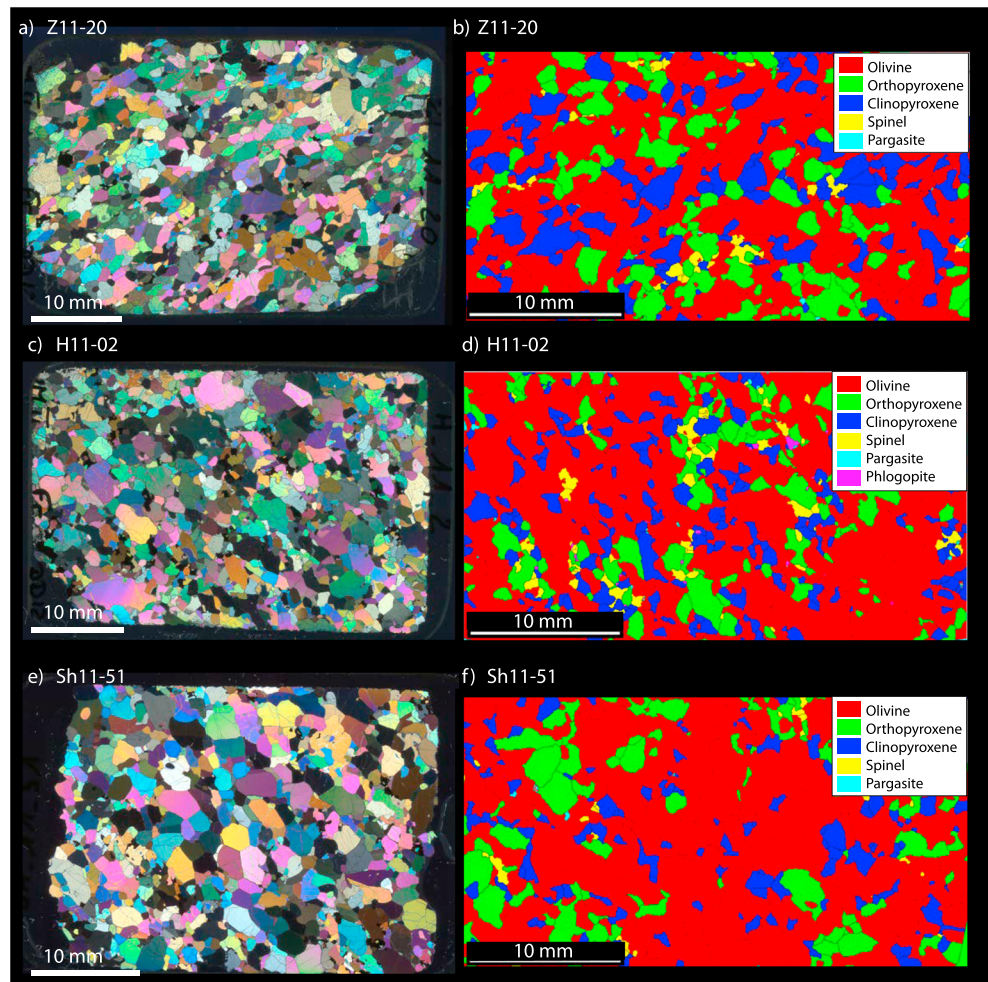 a) Z11-20
b) Z11-20
Olivine
Orthopyroxene
Clinopyroxene
Spinel
Pargasite
10 mm
10 mm
c) H11-02
d) H11-02
Olivine
Orthopyroxene
Clinopyroxene
Spinel
Pargasite
Phlogopite
10 mm
10 mm
e) Sh11-51
f) Sh11-51
Olivine
Orthopyroxene
Clinopyroxene
Spinel
Pargasite
10 mm
10 mm